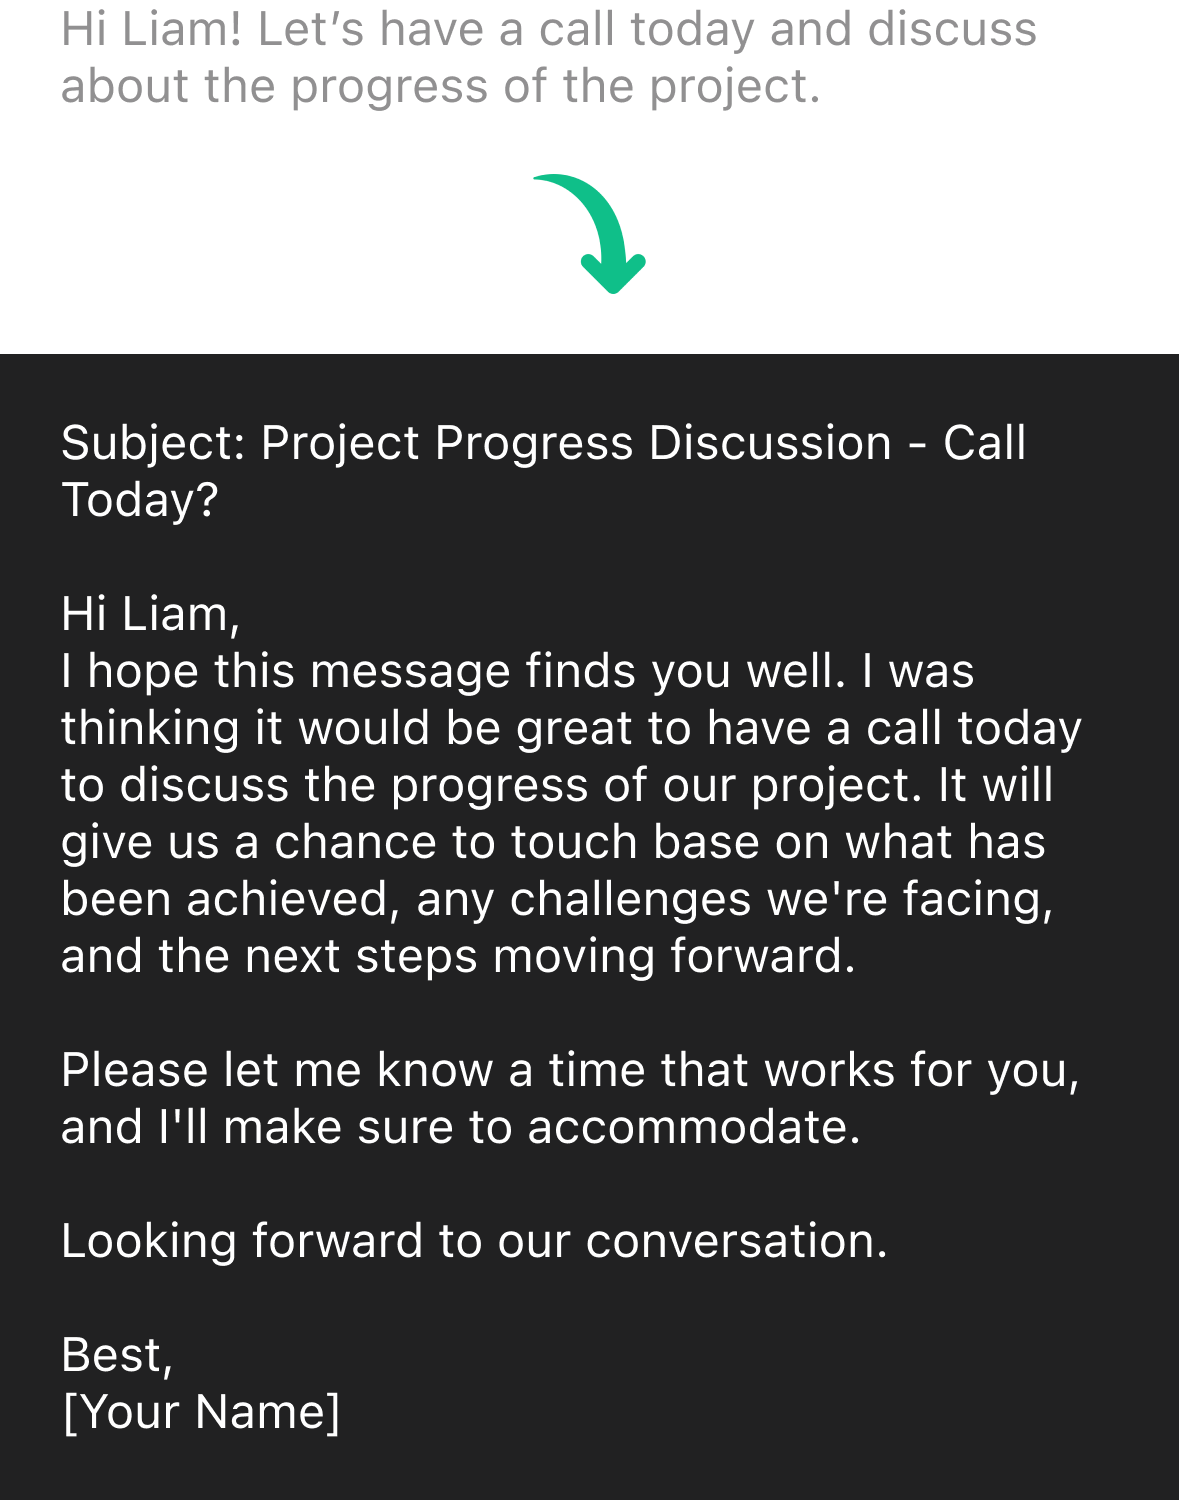 Hi Liam! Let’s have a call today and discuss
about the progress of the project.
Subject: Project Progress Discussion - Call
Today?
Hi Liam,
I hope this message finds you well. I was
thinking it would be great to have a call today
to discuss the progress of our project. It will
give us a chance to touch base on what has
been achieved, any challenges we're facing,
and the next steps moving forward.
Please let me know a time that works for you,
and I'll make sure to accommodate.
Looking forward to our conversation.
Best,
[Your Name]